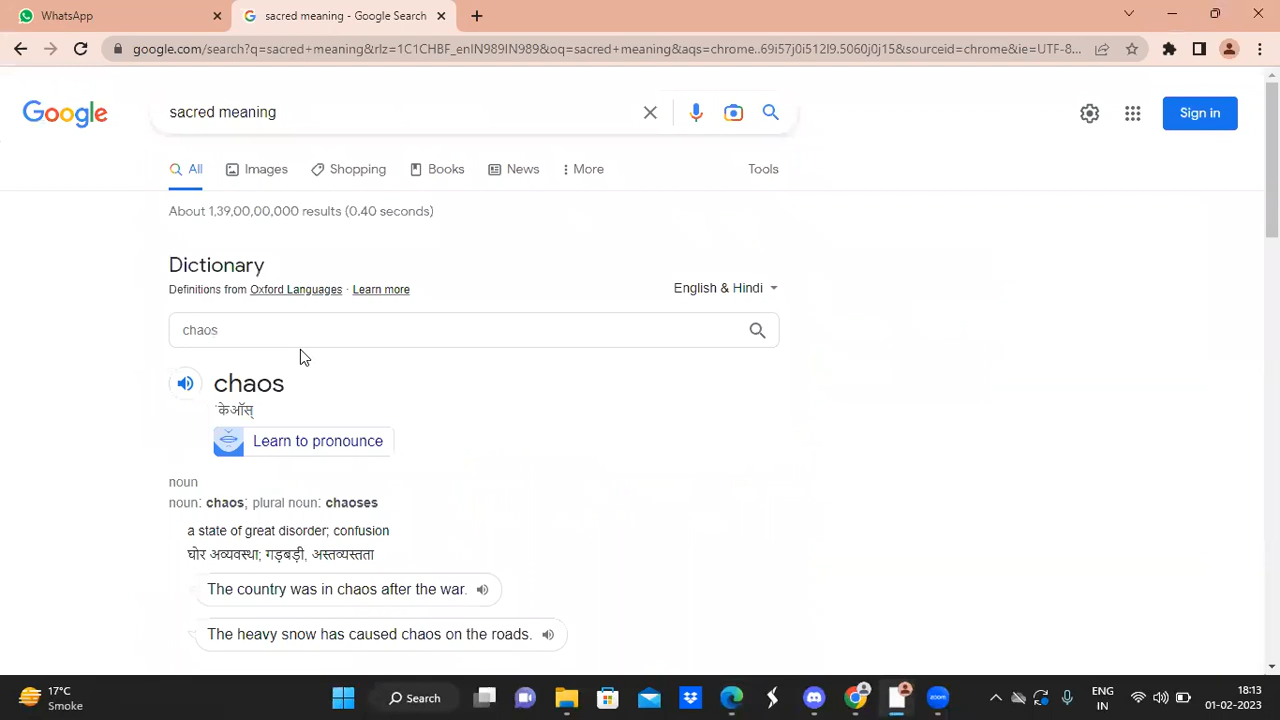 WhatsApp
sacred meaning - Google Search
google.com/search?q=sacred+meaning&rlz=1C1CHBF_enIN989IN989&oq=sacred+meaning&aqs=chrome..69i57j0i512l9.5060j0j15&sourceid=chrome&ie=UTF-8...
Google
sacred meaning
Sign in
All Images Shopping Books News More Tools
About 1,39,00,00,000 results (0.40 seconds)
Dictionary
Definitions from Oxford Languages · Learn more
English & Hindi
chaos
chaos
ˈकेऑस्
Learn to pronounce
noun
noun: chaos; plural noun: chaoses
a state of great disorder; confusion
घोर अव्यवस्था; गड़बड़ी, अस्तव्यस्तता
The country was in chaos after the war.
The heavy snow has caused chaos on the roads.
17°C
Smoke
Search
zoom
ENG
IN
18:13
01-02-2023